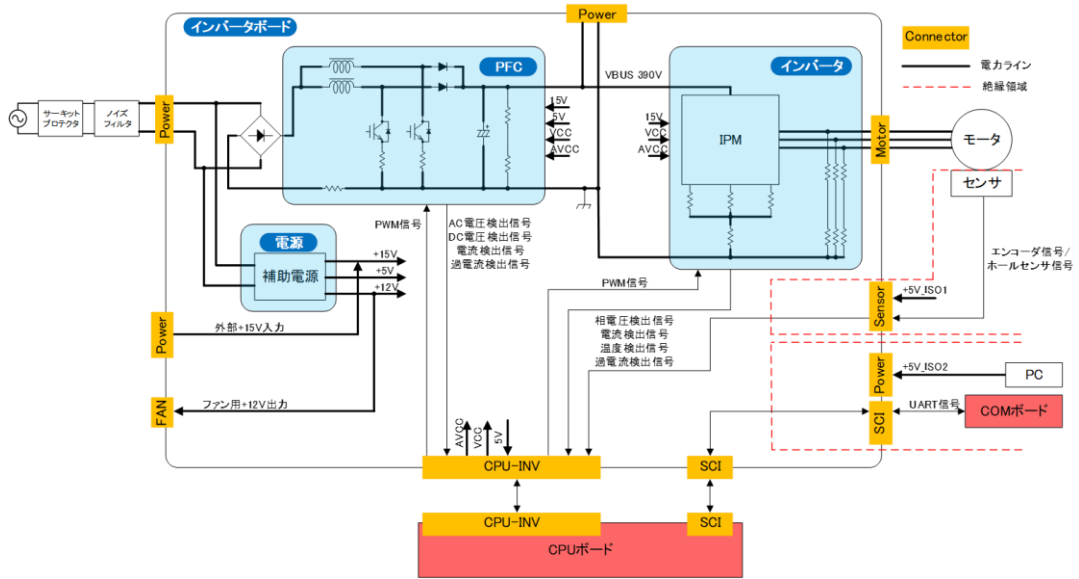 Power
インバータボード
Connector
電力ライン
絶縁領域
PFC
インバータ
VBUS 390V
サーキット
プロテクタ
ノイズ
フィルタ
Power
15V
5V
VCC
AVCC
15V
VCC
AVCC
IPM
Motor
モータ
センサ
PWM信号
AC電圧検出信号
DC電圧検出信号
電流検出信号
過電流検出信号
電源
補助電源
+15V
+5V
+12V
エンコーダ信号/
ホールセンサ信号
PWM信号
Sensor
+5V_ISO1
Power
外部+15V入力
相電圧検出信号
電流検出信号
温度検出信号
過電流検出信号
Power
+5V_ISO2
PC
FAN
ファン用+12V出力
SCI
UART信号
COMボード
AVCC
VCC
5V
CPU-INV
SCI
CPU-INV
SCI
CPUボード